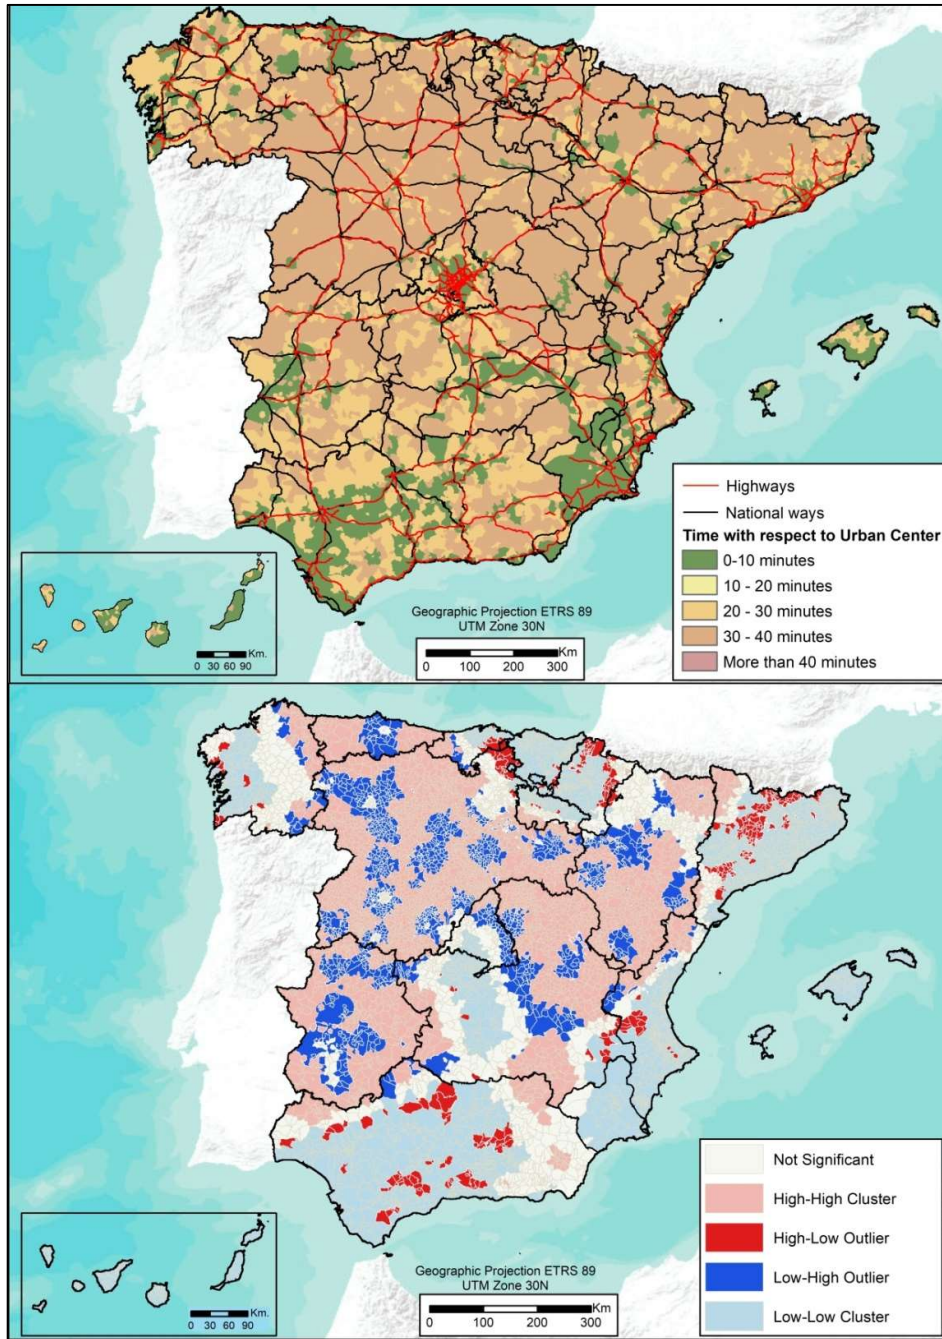 Highways
National ways
Time with respect to Urban Center
0-10 minutes
10 - 20 minutes
20 - 30 minutes
30 - 40 minutes
More than 40 minutes
Geographic Projection ETRS 89
UTM Zone 30N
0 100 200 300 Km
0 30 60 90 Km.
Not Significant
High-High Cluster
High-Low Outlier
Low-High Outlier
Low-Low Cluster
Geographic Projection ETRS 89
UTM Zone 30N
0 100 200 300 Km
0 30 60 90 Km.